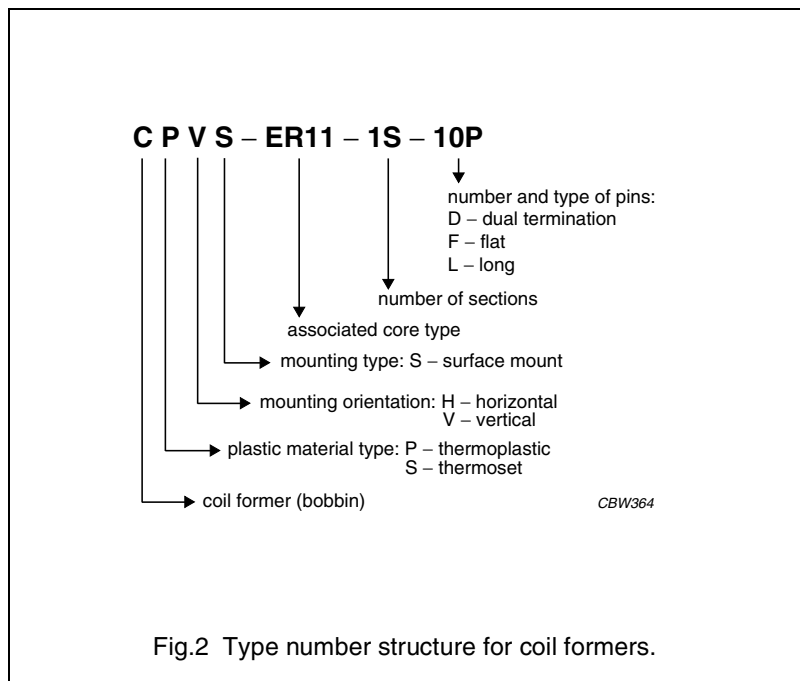 C P V S – ER11 – 1S – 10P
number and type of pins:
D – dual termination
F – flat
L – long
number of sections
associated core type
mounting type: S – surface mount
mounting orientation: H – horizontal
V – vertical
plastic material type: P – thermoplastic
S – thermoset
coil former (bobbin)
CBW364
Fig.2 Type number structure for coil formers.